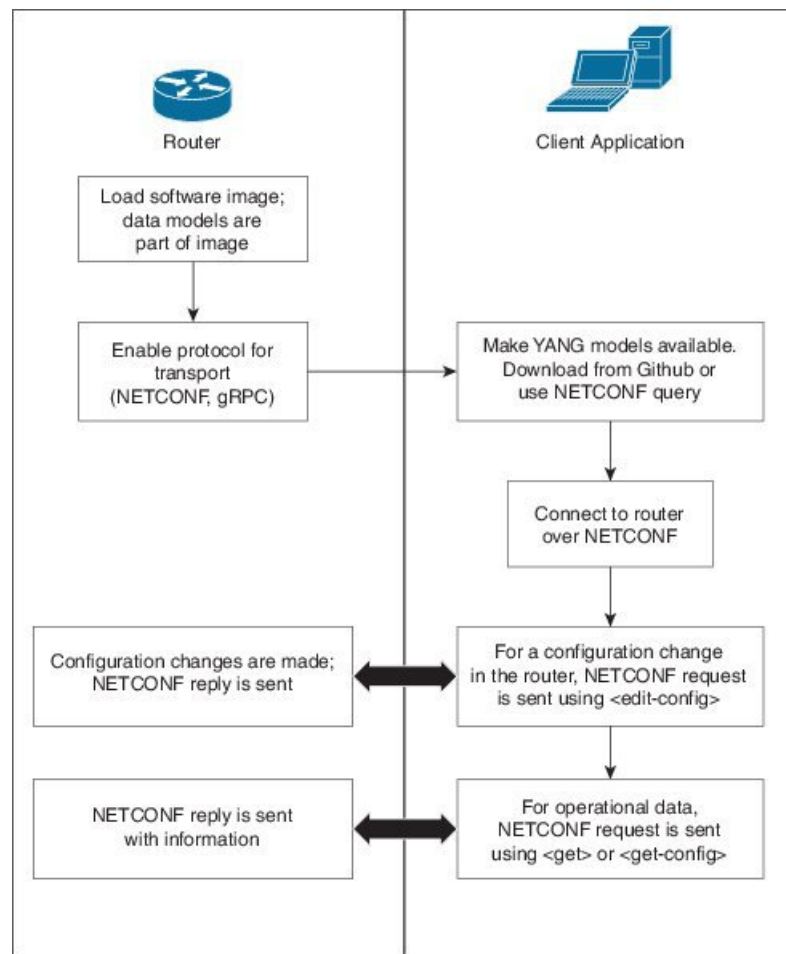 Router
Client Application
Load software image;
data models are
part of image
Enable protocol for
transport
(NETCONF, gRPC)
Make YANG models available.
Download from Github or
use NETCONF query
Connect to router
over NETCONF
Configuration changes are made;
NETCONF reply is sent
For a configuration change
in the router, NETCONF request
is sent using <edit-config>
NETCONF reply is sent
with information
For operational data,
NETCONF request is sent
using <get> or <get-config>